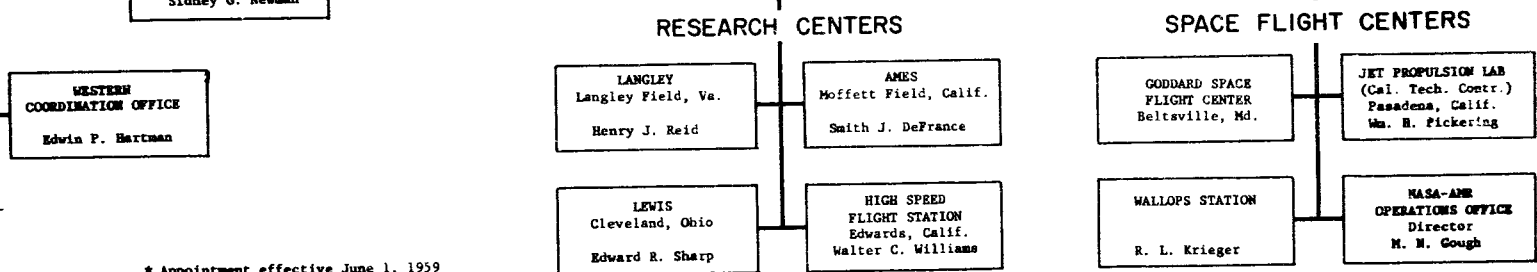 Sidney G. Newman
RESEARCH CENTERS
SPACE FLIGHT CENTERS
WESTERN
COORDINATION OFFICE
Edwin P. Hartman
LANGLEY
Langley Field, Va.
Henry J. Reid
AMES
Moffett Field, Calif.
Smith J. DeFrance
GODDARD SPACE
FLIGHT CENTER
Beltsville, Md.
JET PROPULSION LAB
(Cal. Tech. Contr.)
Pasadena, Calif.
Wm. H. Pickering
LEWIS
Cleveland, Ohio
Edward R. Sharp
HIGH SPEED
FLIGHT STATION
Edwards, Calif.
Walter C. Williams
WALLOPS STATION
R. L. Krieger
NASA-AMR
OPERATIONS OFFICE
Director
M. N. Gough
* Appointment effective June 1, 1959